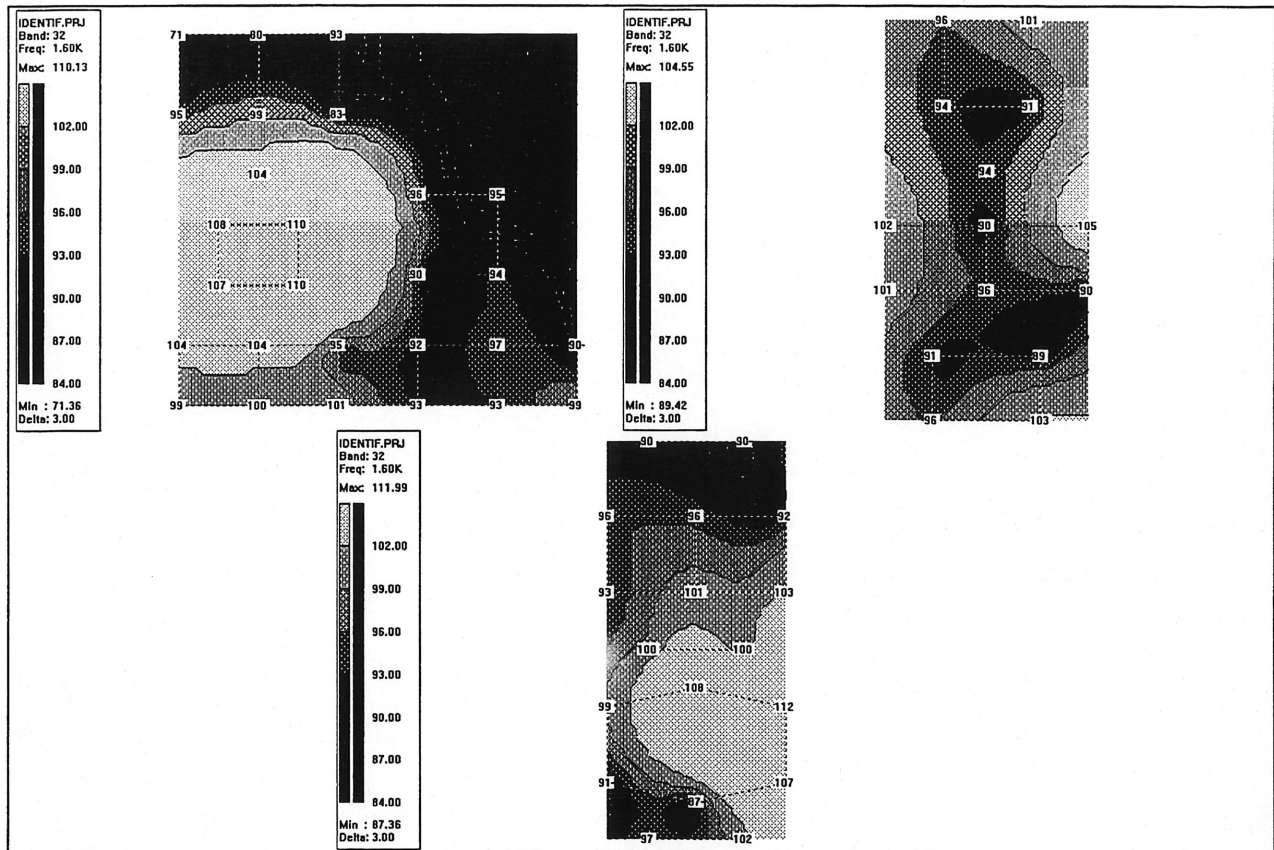 IDENTIF.PRJ
Band: 32
Freq: 1.60K
Max: 110.13
102.00
99.00
96.00
93.00
90.00
87.00
84.00
Min : 71.36
Delta: 3.00
71 80 93
95 99 83
104
96 95
108 110
90 94
107 110
104 104 95 92 97 90
99 100 101 93 93 99
IDENTIF.PRJ
Band: 32
Freq: 1.60K
Max: 104.55
102.00
99.00
96.00
93.00
90.00
87.00
84.00
Min : 89.42
Delta: 3.00
96 101
94 91
94
102 90 105
101 96 90
91 89
96 103
IDENTIF.PRJ
Band: 32
Freq: 1.60K
Max: 111.99
102.00
99.00
96.00
93.00
90.00
87.00
84.00
Min : 87.36
Delta: 3.00
90 90
96 96 92
93 101 103
100 100
108
99 112
91 107
87
97 102